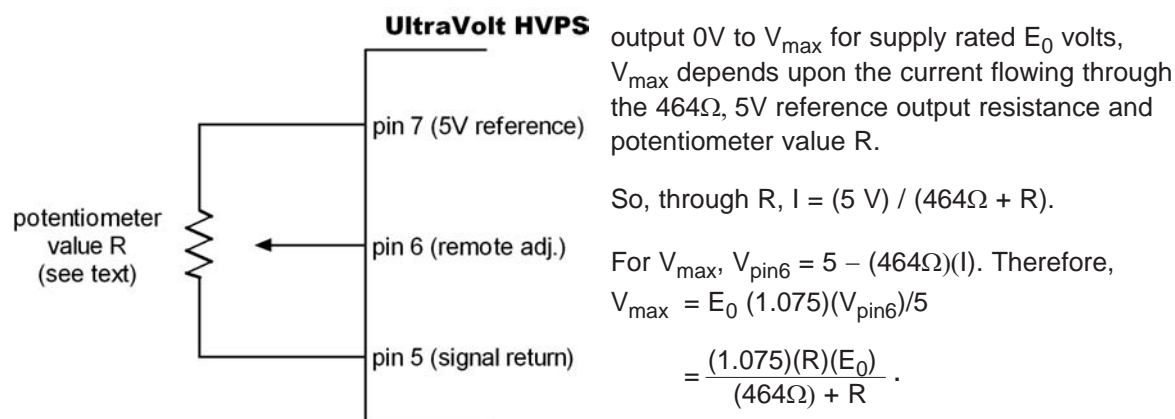 UltraVolt HVPS
pin 7 (5V reference)
potentiometer
value R
(see text)
pin 6 (remote adj.)
pin 5 (signal return)
output 0V to Vmax for supply rated E0 volts,
Vmax depends upon the current flowing through
the 464Ω, 5V reference output resistance and
potentiometer value R.
So, through R, I = (5 V) / (464Ω + R).
For Vmax, Vpin6 = 5 – (464Ω)(I). Therefore,
Vmax = E0 (1.075)(Vpin6)/5
= (1.075)(R)(E0)
(464Ω) + R .